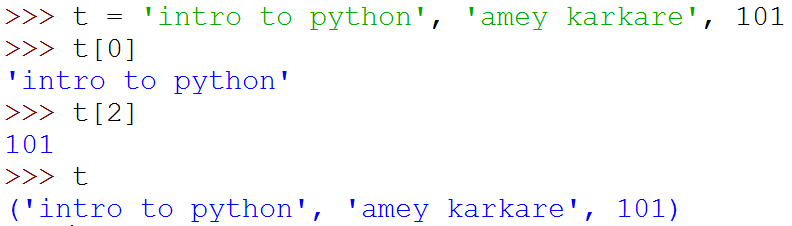 >>> t = 'intro to python', 'amey karkare', 101
>>> t[0]
'intro to python'
>>> t[2]
101
>>> t
('intro to python', 'amey karkare', 101)